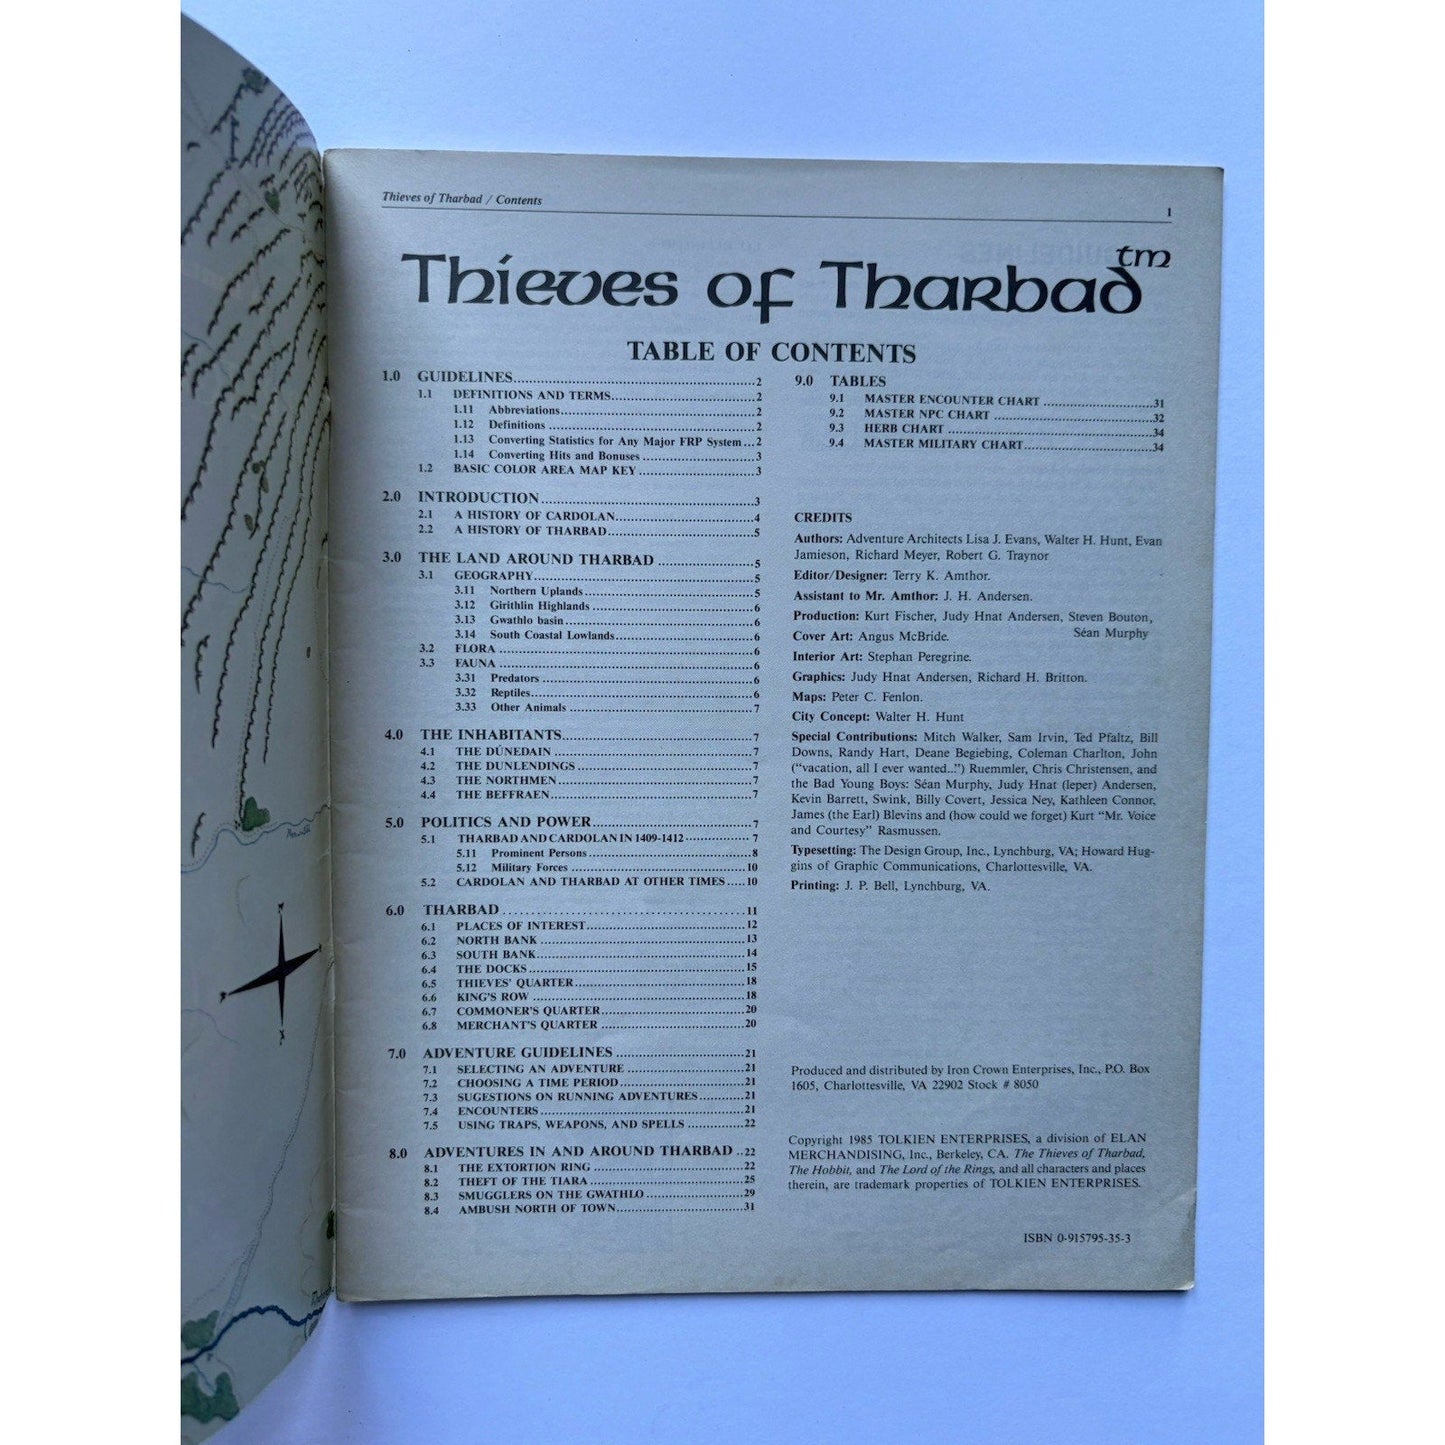 Thieves of Tharbad / Contents
1
Thieves of Tharbad tm
TABLE OF CONTENTS
1.0 GUIDELINES 2
1.1 DEFINITIONS AND TERMS 2
1.11 Abbreviations 2
1.12 Definitions 2
1.13 Converting Statistics for Any Major FRP System 2
1.14 Converting Hits and Bonuses 3
1.2 BASIC COLOR AREA MAP KEY 3
2.0 INTRODUCTION 3
2.1 A HISTORY OF CARDOLAN 4
2.2 A HISTORY OF THARBAD 5
3.0 THE LAND AROUND THARBAD 5
3.1 GEOGRAPHY 5
3.11 Northern Uplands 5
3.12 Girithlin Highlands 6
3.13 Gwathlo basin 6
3.14 South Coastal Lowlands 6
3.2 FLORA 6
3.3 FAUNA 6
3.31 Predators 6
3.32 Reptiles 6
3.33 Other Animals 7
4.0 THE INHABITANTS 7
4.1 THE DÚNEDAIN 7
4.2 THE DUNLENDINGS 7
4.3 THE NORTHMEN 7
4.4 THE BEFFRAEN 7
5.0 POLITICS AND POWER 7
5.1 THARBAD AND CARDOLAN IN 1409-1412 7
5.11 Prominent Persons 8
5.12 Military Forces 10
5.2 CARDOLAN AND THARBAD AT OTHER TIMES 10
6.0 THARBAD 11
6.1 PLACES OF INTEREST 12
6.2 NORTH BANK 13
6.3 SOUTH BANK 14
6.4 THE DOCKS 15
6.5 THIEVES' QUARTER 18
6.6 KING'S ROW 18
6.7 COMMONER'S QUARTER 20
6.8 MERCHANT'S QUARTER 20
7.0 ADVENTURE GUIDELINES 21
7.1 SELECTING AN ADVENTURE 21
7.2 CHOOSING A TIME PERIOD 21
7.3 SUGESTIONS ON RUNNING ADVENTURES 21
7.4 ENCOUNTERS 21
7.5 USING TRAPS, WEAPONS, AND SPELLS 22
8.0 ADVENTURES IN AND AROUND THARBAD 22
8.1 THE EXTORTION RING 22
8.2 THEFT OF THE TIARA 25
8.3 SMUGGLERS ON THE GWATHLO 29
8.4 AMBUSH NORTH OF TOWN 31
9.0 TABLES
9.1 MASTER ENCOUNTER CHART 31
9.2 MASTER NPC CHART 32
9.3 HERB CHART 34
9.4 MASTER MILITARY CHART 34
CREDITS
Authors: Adventure Architects Lisa J. Evans, Walter H. Hunt, Evan
Jamieson, Richard Meyer, Robert G. Traynor
Editor/Designer: Terry K. Amthor.
Assistant to Mr. Amthor: J. H. Andersen.
Production: Kurt Fischer, Judy Hnat Andersen, Steven Bouton,
Séan Murphy
Cover Art: Angus McBride.
Interior Art: Stephan Peregrine.
Graphics: Judy Hnat Andersen, Richard H. Britton.
Maps: Peter C. Fenlon.
City Concept: Walter H. Hunt
Special Contributions: Mitch Walker, Sam Irvin, Ted Pfaltz, Bill
Downs, Randy Hart, Deane Begiebing, Coleman Charlton, John
("vacation, all I ever wanted...") Ruemmler, Chris Christensen, and
the Bad Young Boys: Séan Murphy, Judy Hnat (leper) Andersen,
Kevin Barrett, Swink, Billy Covert, Jessica Ney, Kathleen Connor,
James (the Earl) Blevins and (how could we forget) Kurt "Mr. Voice
and Courtesy" Rasmussen.
Typesetting: The Design Group, Inc., Lynchburg, VA; Howard Hug-
gins of Graphic Communications, Charlottesville, VA.
Printing: J. P. Bell, Lynchburg, VA.
Produced and distributed by Iron Crown Enterprises, Inc., P.O. Box
1605, Charlottesville, VA 22902 Stock # 8050
Copyright 1985 TOLKIEN ENTERPRISES, a division of ELAN
MERCHANDISING, Inc., Berkeley, CA. The Thieves of Tharbad,
The Hobbit, and The Lord of the Rings, and all characters and places
therein, are trademark properties of TOLKIEN ENTERPRISES.
ISBN 0-915795-35-3